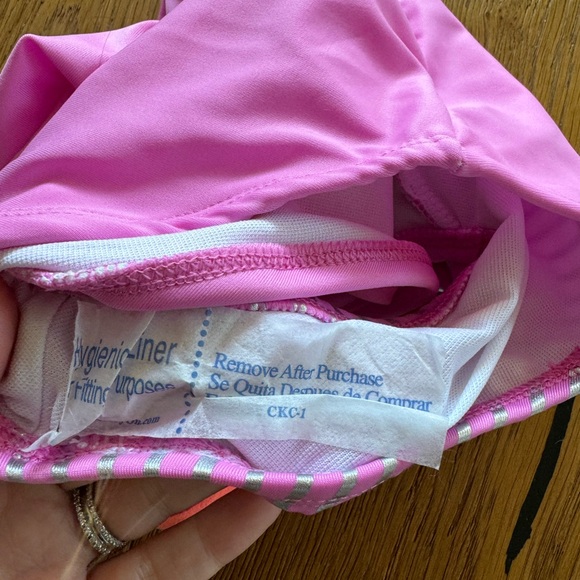 Hygienic Liner
Fitting Purposes
Remove After Purchase
Se Quita Despues de Comprar
CKC-1